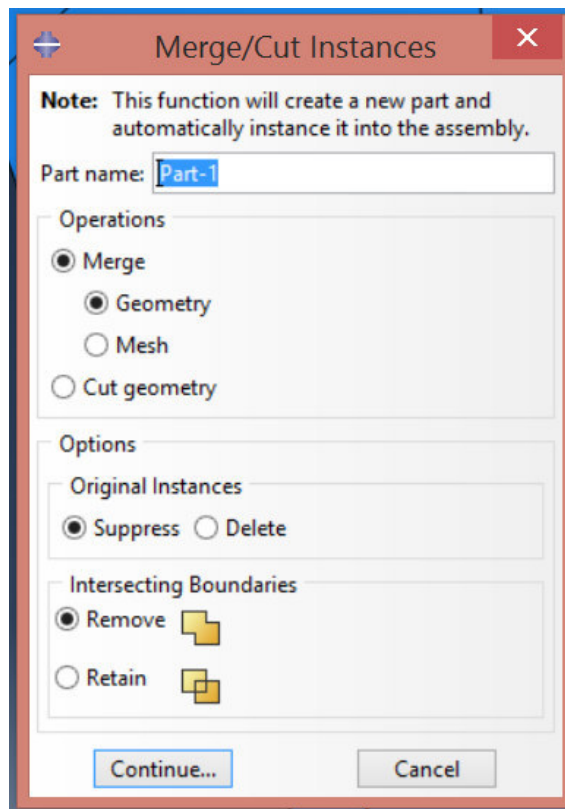 Merge/Cut Instances
Note: This function will create a new part and
automatically instance it into the assembly.
Part name: Part-1
Operations
Merge
Geometry
Mesh
Cut geometry
Options
Original Instances
Suppress Delete
Intersecting Boundaries
Remove
Retain
Continue... Cancel